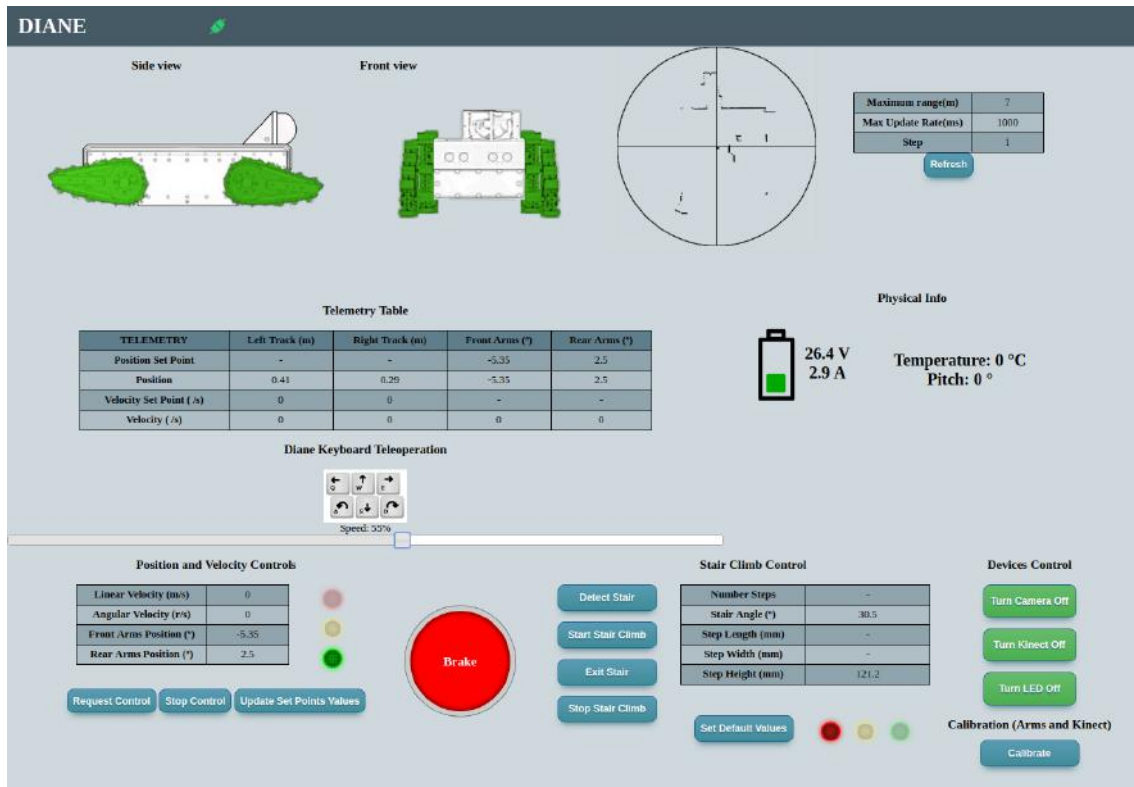 DIANE
Side view
Front view
Maximum range(m) 7
Max Update Rate(ms) 1000
Step 1
Refresh
Physical Info
Telemetry Table
TELEMETRY Left Track (m) Right Track (m) Front Arms (º) Rear Arms (º)
Position Set Point - - -5.35 2.5
Position 0.41 0.29 -5.35 2.5
Velocity Set Point ( /s) 0 0 - -
Velocity ( /s) 0 0 0 0
26.4 V
2.9 A
Temperature: 0 °C
Pitch: 0 °
Diane Keyboard Teleoperation
Q W E
Speed: 55%
Position and Velocity Controls
Linear Velocity (m/s) 0
Angular Velocity (r/s) 0
Front Arms Position (º) -5.35
Rear Arms Position (º) 2.5
Request Control
Stop Control
Update Set Points Values
Brake
Detect Stair
Start Stair Climb
Exit Stair
Stop Stair Climb
Stair Climb Control
Number Steps -
Stair Angle (º) 30.5
Step Length (mm) -
Step Width (mm) -
Step Height (mm) 121.2
Set Default Values
Devices Control
Turn Camera Off
Turn Kinect Off
Turn LED Off
Calibration (Arms and Kinect)
Calibrate